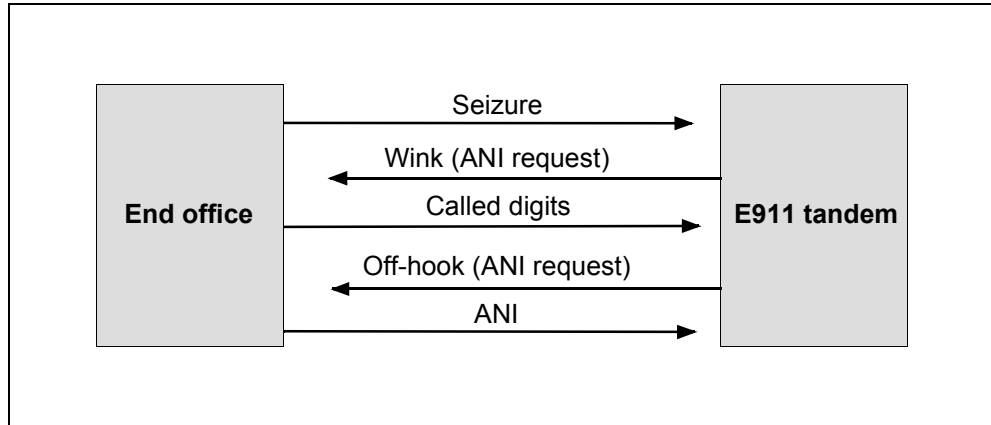 Seizure
Wink (ANI request)
End office
Called digits
E911 tandem
Off-hook (ANI request)
ANI